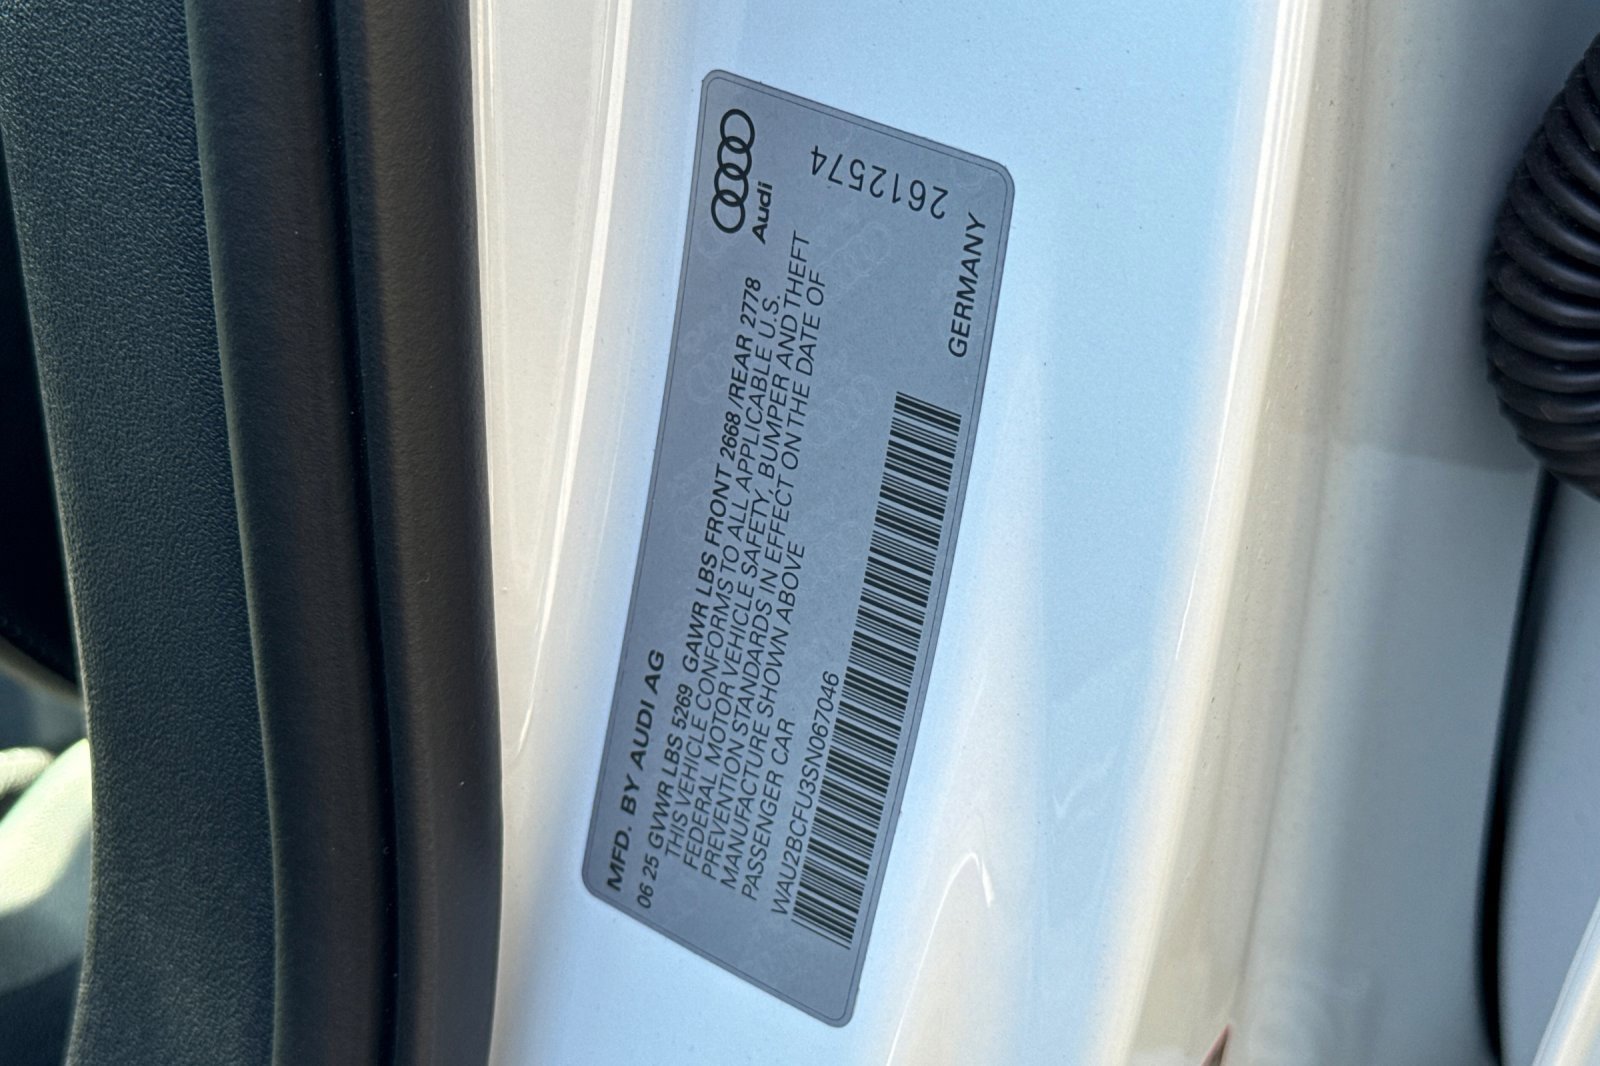 Audi
2612574
MFD. BY AUDI AG
06 25 GVWR LBS 5269 GAWR LBS FRONT 2668 /REAR 2778
THIS VEHICLE CONFORMS TO ALL APPLICABLE U.S.
FEDERAL MOTOR VEHICLE SAFETY, BUMPER AND THEFT
PREVENTION STANDARDS IN EFFECT ON THE DATE OF
MANUFACTURE SHOWN ABOVE
PASSENGER CAR
WAU2BCFU3SN067046
GERMANY